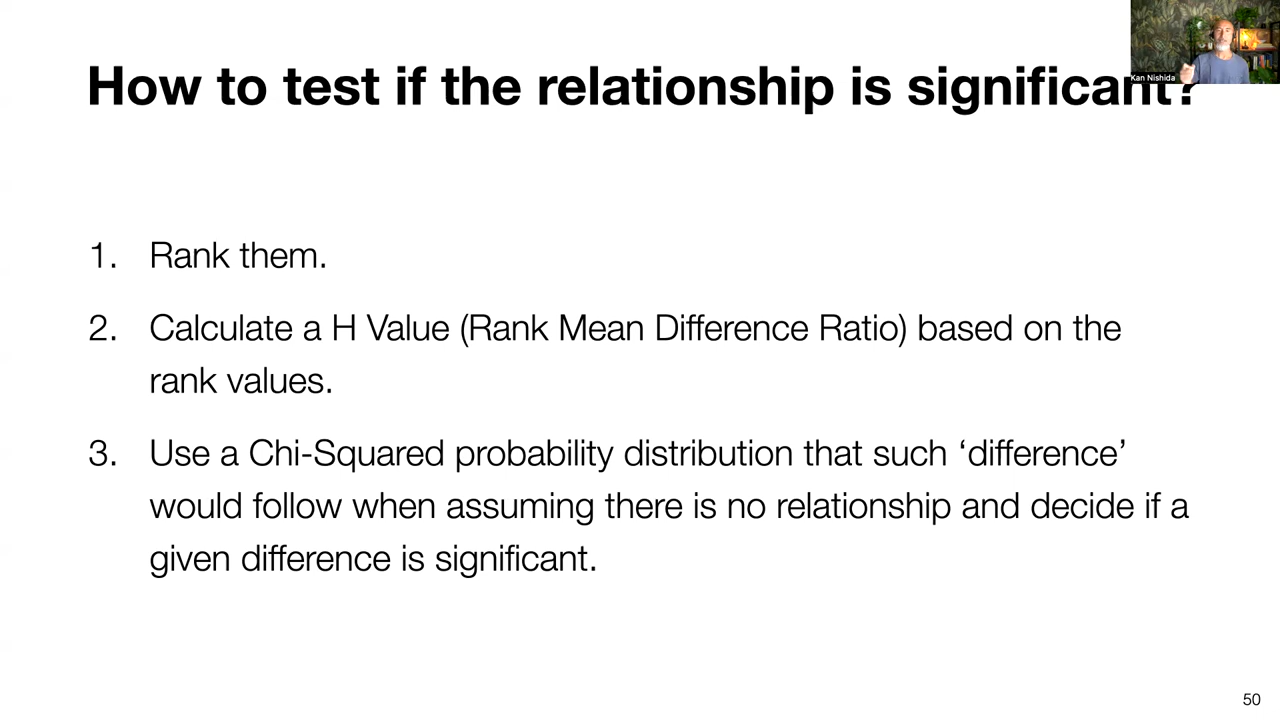 How to test if the relationship is significant?
Kan Nishida
1. Rank them.
2. Calculate a H Value (Rank Mean Difference Ratio) based on the
rank values.
3. Use a Chi-Squared probability distribution that such ‘difference’
would follow when assuming there is no relationship and decide if a
given difference is significant.
50